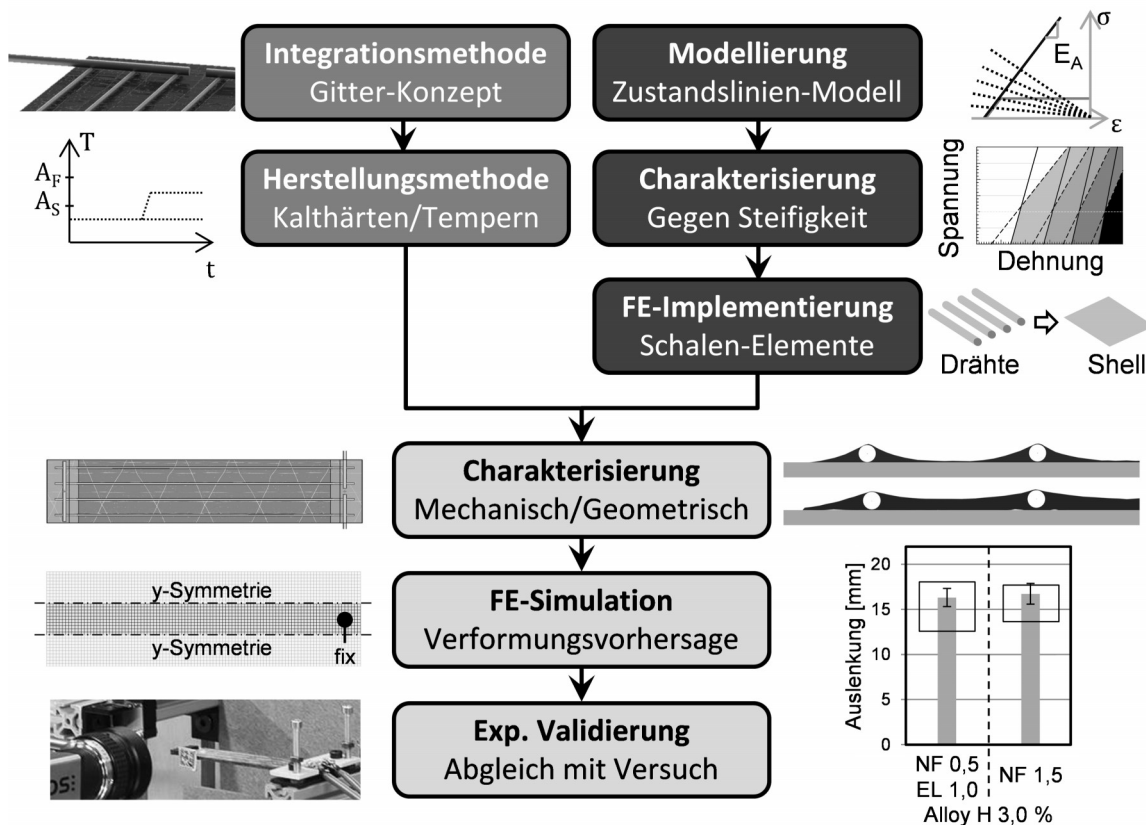 Integrationsmethode
Gitter-Konzept
Modellierung
Zustandslinien-Modell
σ
E_A
ε
T
A_F
A_S
t
Herstellungsmethode
Kalthärten/Tempern
Charakterisierung
Gegen Steifigkeit
Spannung
Dehnung
FE-Implementierung
Schalen-Elemente
Drähte
Shell
Charakterisierung
Mechanisch/Geometrisch
y-Symmetrie
y-Symmetrie
fix
FE-Simulation
Verformungsvorhersage
Exp. Validierung
Abgleich mit Versuch
Auslenkung [mm]
20
15
10
5
0
NF 0,5
EL 1,0
NF 1,5
Alloy H 3,0 %